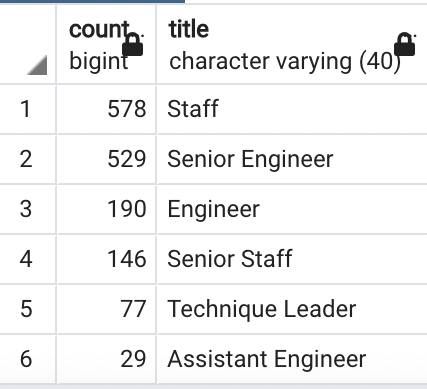 count title
bigint character varying (40)
1 578 Staff
2 529 Senior Engineer
3 190 Engineer
4 146 Senior Staff
5 77 Technique Leader
6 29 Assistant Engineer